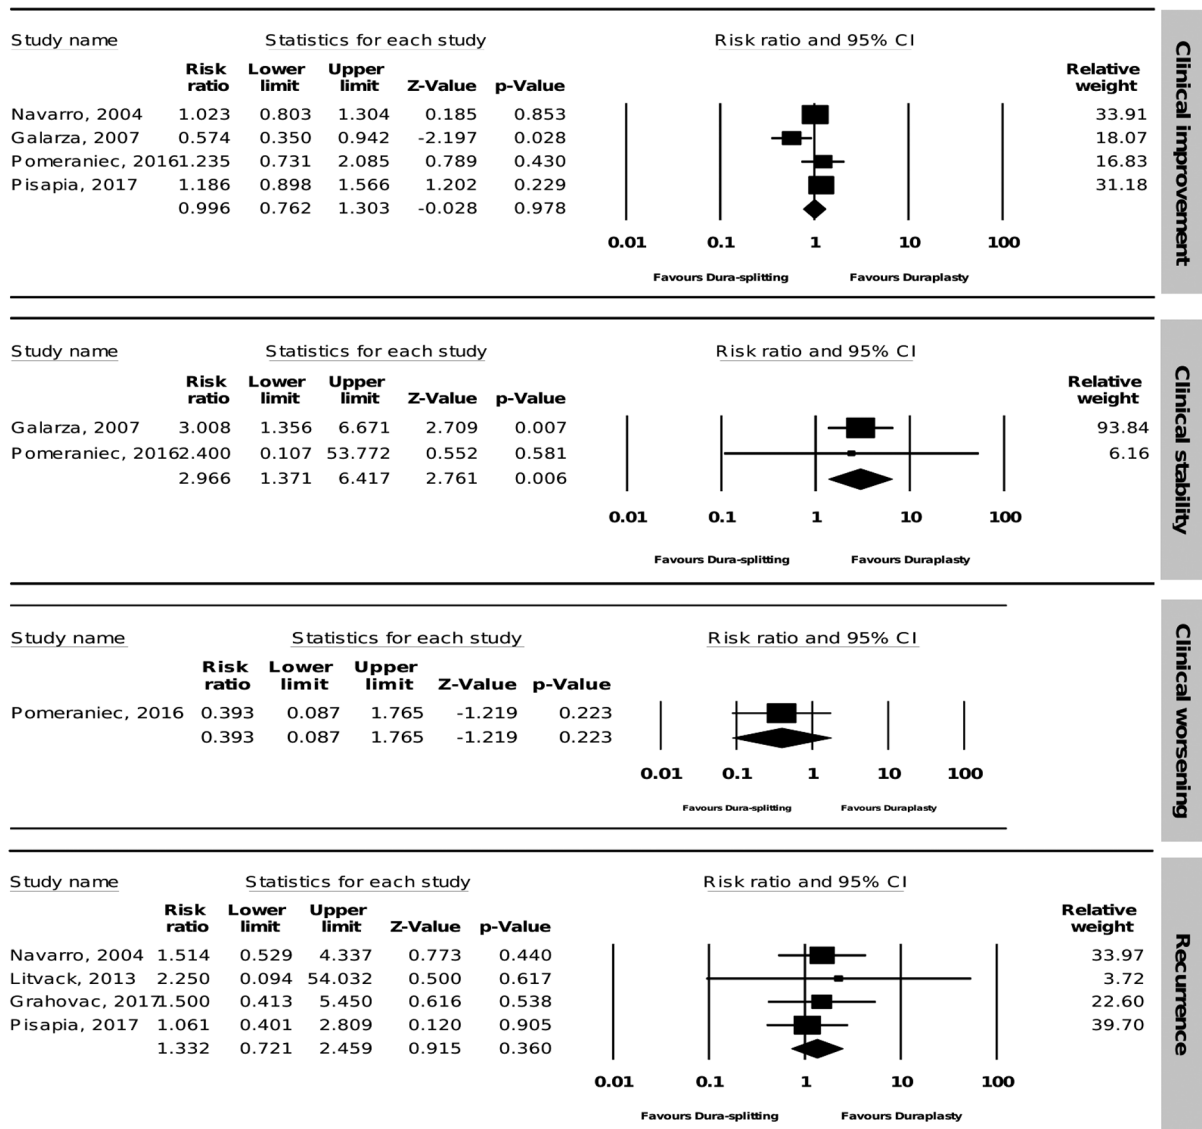 Clinical improvement
Study name Statistics for each study Risk ratio and 95% CI
Risk ratio Lower limit Upper limit Z-Value p-Value Relative weight
Navarro, 2004 1.023 0.803 1.304 0.185 0.853 33.91
Galarza, 2007 0.574 0.350 0.942 -2.197 0.028 18.07
Pomeraniec, 2016 1.235 0.731 2.085 0.789 0.430 16.83
Pisapia, 2017 1.186 0.898 1.566 1.202 0.229 31.18
0.996 0.762 1.303 -0.028 0.978
0.01 0.1 1 10 100
Favours Dura-splitting Favours Duraplasty
Clinical stability
Study name Statistics for each study Risk ratio and 95% CI
Risk ratio Lower limit Upper limit Z-Value p-Value Relative weight
Galarza, 2007 3.008 1.356 6.671 2.709 0.007 93.84
Pomeraniec, 2016 2.400 0.107 53.772 0.552 0.581 6.16
2.966 1.371 6.417 2.761 0.006
0.01 0.1 1 10 100
Favours Dura-splitting Favours Duraplasty
Clinical worsening
Study name Statistics for each study Risk ratio and 95% CI
Risk ratio Lower limit Upper limit Z-Value p-Value
Pomeraniec, 2016 0.393 0.087 1.765 -1.219 0.223
0.393 0.087 1.765 -1.219 0.223
0.01 0.1 1 10 100
Favours Dura-splitting Favours Duraplasty
Recurrence
Study name Statistics for each study Risk ratio and 95% CI
Risk ratio Lower limit Upper limit Z-Value p-Value Relative weight
Navarro, 2004 1.514 0.529 4.337 0.773 0.440 33.97
Litvack, 2013 2.250 0.094 54.032 0.500 0.617 3.72
Grahovac, 2017 1.500 0.413 5.450 0.616 0.538 22.60
Pisapia, 2017 1.061 0.401 2.809 0.120 0.905 39.70
1.332 0.721 2.459 0.915 0.360
0.01 0.1 1 10 100
Favours Dura-splitting Favours Duraplasty